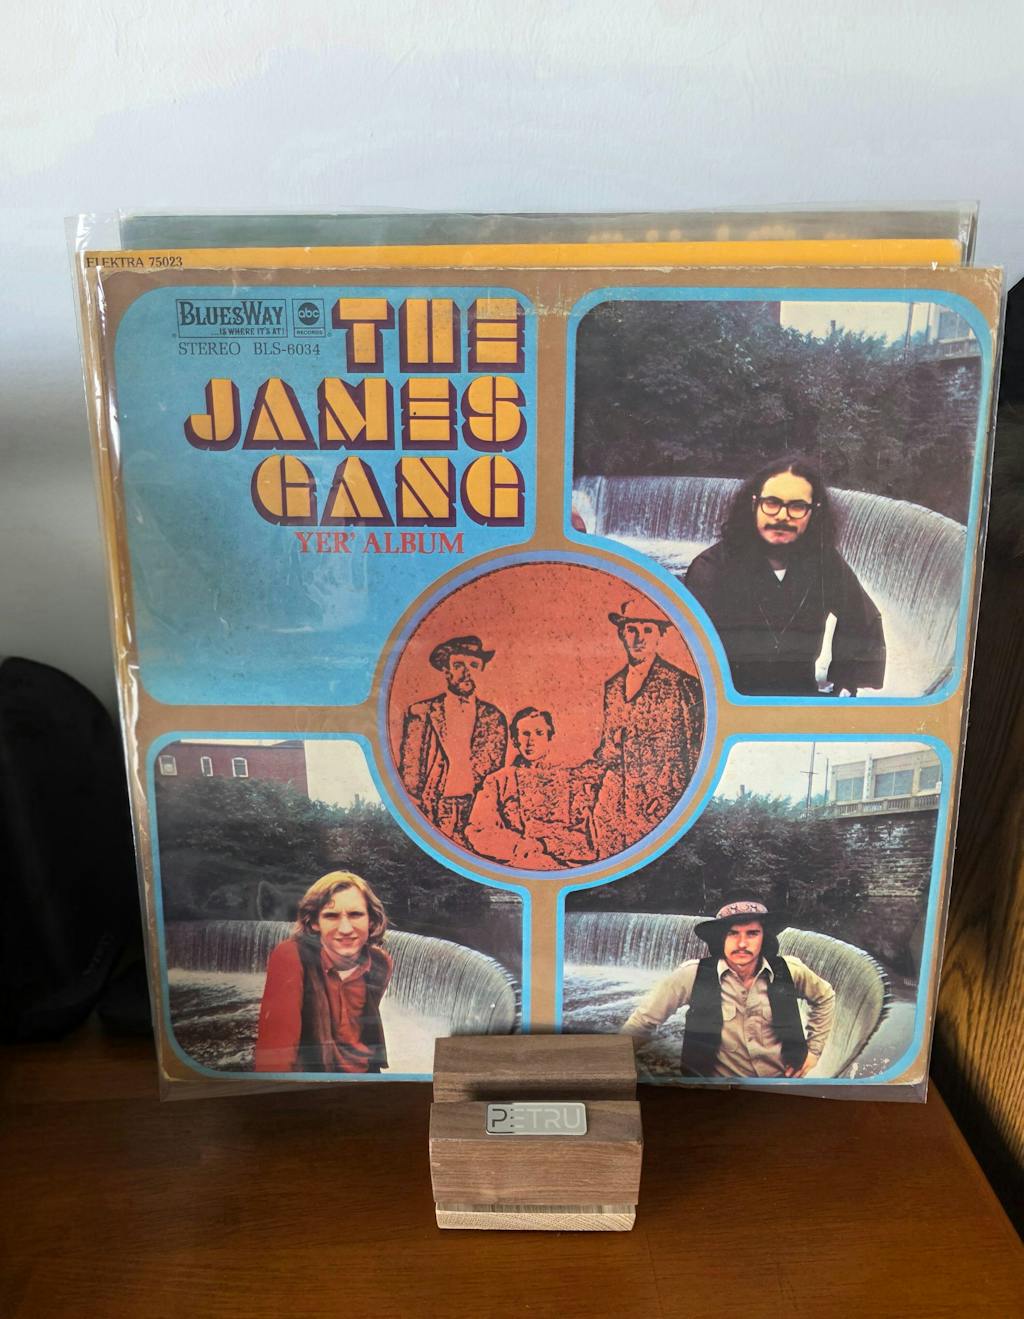 ELEKTRA 75023
BLUESWAY
...IS WHERE IT'S AT!
abc
RECORDS
STEREO BLS-6034
THE
JAMES
GANG
YER' ALBUM
PETRU